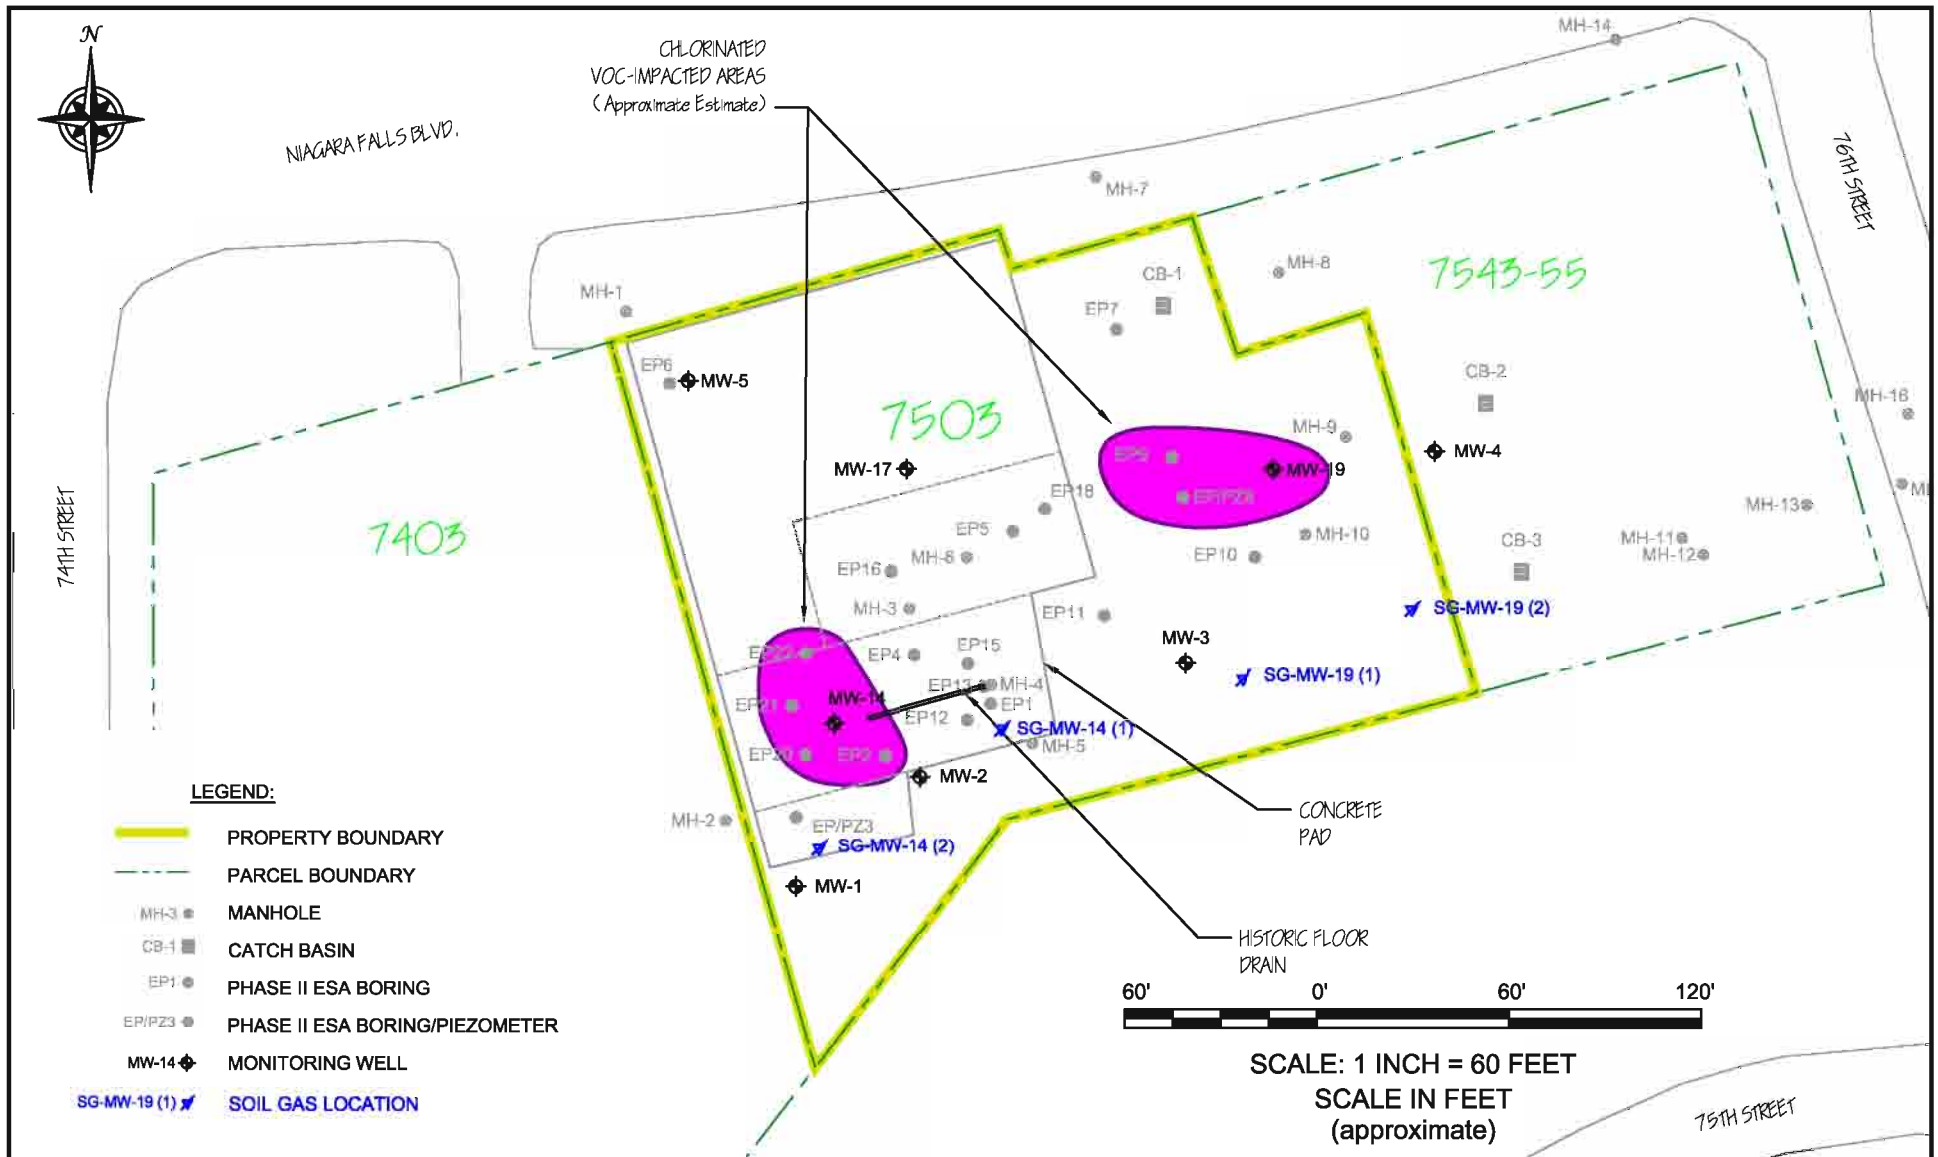 N
CHLORINATED
VOC-IMPACTED AREAS
(Approximate Estimate)
NIAGARA FALLS BLVD.
MH-14
76TH STREET
MH-7
MH-1
CB-1
MH-8
7543-55
EP7
EP6
MW-5
CB-2
MH-16
7503
MH-9
MW-4
EP9
MW-19
MW-17
EP18
MH-13
7403
EP5
MH-10
CB-3
MH-11
MH-12
74TH STREET
EP16
MH-6
EP10
MH-3
EP11
SG-MW-19 (2)
MW-3
EP22
EP4
EP15
SG-MW-19 (1)
EP13
MH-4
EP21
MW-14
EP12
EP1
SG-MW-14 (1)
MH-5
EP20
EP2
MW-2
MH-2
EP/PZ3
SG-MW-14 (2)
MW-1
CONCRETE
PAD
HISTORIC FLOOR
DRAIN
LEGEND:
PROPERTY BOUNDARY
PARCEL BOUNDARY
MH-3 MANHOLE
CB-1 CATCH BASIN
EP1 PHASE II ESA BORING
EP/PZ3 PHASE II ESA BORING/PIEZOMETER
MW-14 MONITORING WELL
SG-MW-19 (1) SOIL GAS LOCATION
60' 0' 60' 120'
SCALE: 1 INCH = 60 FEET
SCALE IN FEET
(approximate)
75TH STREET